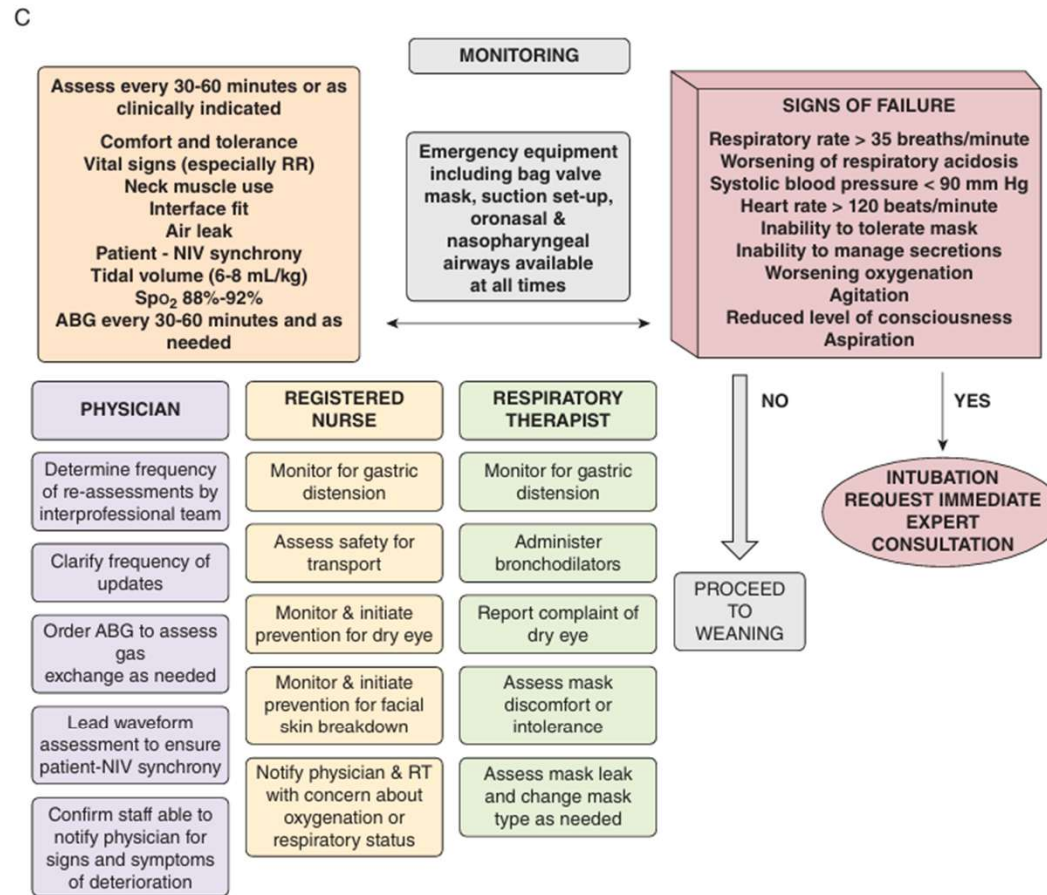 C
MONITORING
Assess every 30-60 minutes or as
clinically indicated
Comfort and tolerance
Vital signs (especially RR)
Neck muscle use
Interface fit
Air leak
Patient - NIV synchrony
Tidal volume (6-8 mL/kg)
Spo₂ 88%-92%
ABG every 30-60 minutes and as
needed
Emergency equipment
including bag valve
mask, suction set-up,
oronasal &
nasopharyngeal
airways available
at all times
SIGNS OF FAILURE
Respiratory rate > 35 breaths/minute
Worsening of respiratory acidosis
Systolic blood pressure < 90 mm Hg
Heart rate > 120 beats/minute
Inability to tolerate mask
Inability to manage secretions
Worsening oxygenation
Agitation
Reduced level of consciousness
Aspiration
PHYSICIAN
Determine frequency
of re-assessments by
interprofessional team
Clarify frequency of
updates
Order ABG to assess
gas
exchange as needed
Lead waveform
assessment to ensure
patient-NIV synchrony
Confirm staff able to
notify physician for
signs and symptoms
of deterioration
REGISTERED
NURSE
Monitor for gastric
distension
Assess safety for
transport
Monitor & initiate
prevention for dry eye
Monitor & initiate
prevention for facial
skin breakdown
Notify physician & RT
with concern about
oxygenation or
respiratory status
RESPIRATORY
THERAPIST
Monitor for gastric
distension
Administer
bronchodilators
Report complaint of
dry eye
Assess mask
discomfort or
intolerance
Assess mask leak
and change mask
type as needed
NO
PROCEED
TO
WEANING
YES
INTUBATION
REQUEST IMMEDIATE
EXPERT
CONSULTATION